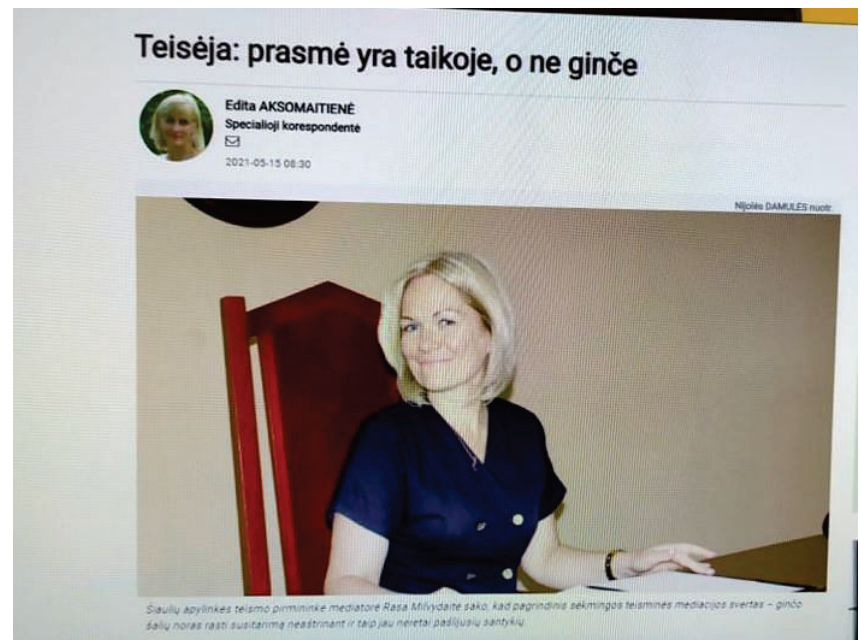 Teisėja: prasmė yra taikoje, o ne ginče
Edita AKSOMAITIENĖ
Specialioji korespondentė
2021-05-15 08:30
Nijolės DAMULĖS nuotr.
Šiaulių apylinkės teismo pirmininkė mediatorė Rasa Milvydaitė sako, kad pagrindinis sėkmingos teisminės mediacijos svertas – ginčo
šalių noras rasti susitarimą neaštrinant ir taip jau neretai pašlijusių santykių.